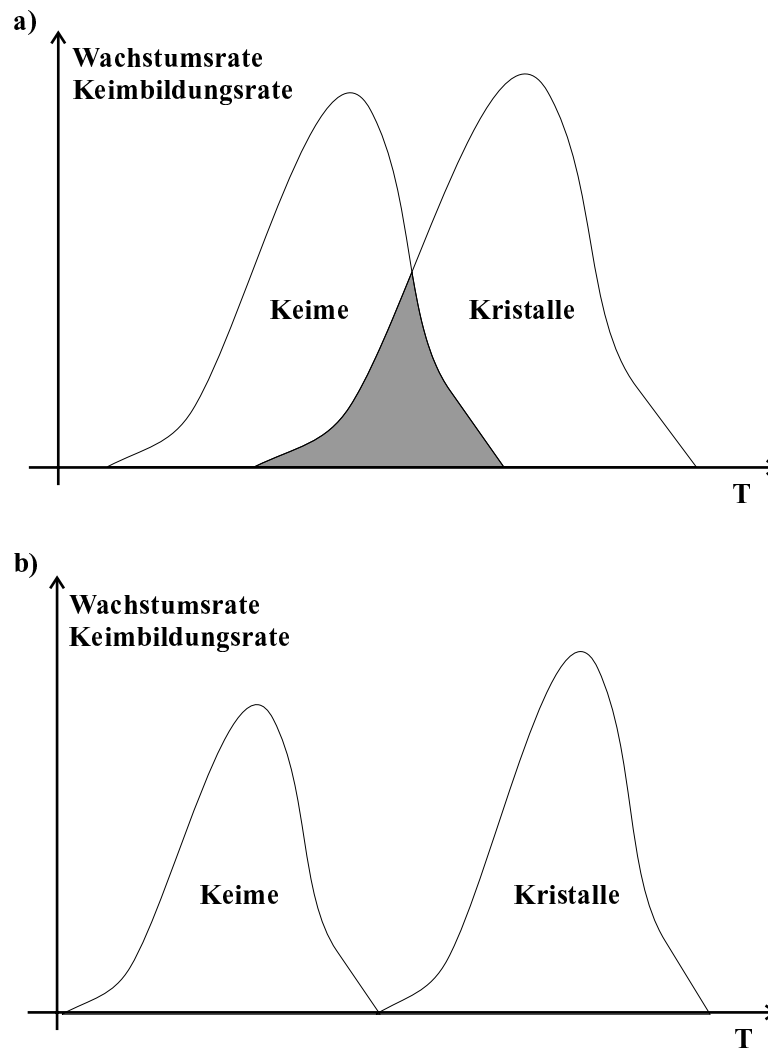 a)
Wachstumsrate
Keimbildungsrate
Keime
Kristalle
T
b)
Wachstumsrate
Keimbildungsrate
Keime
Kristalle
T